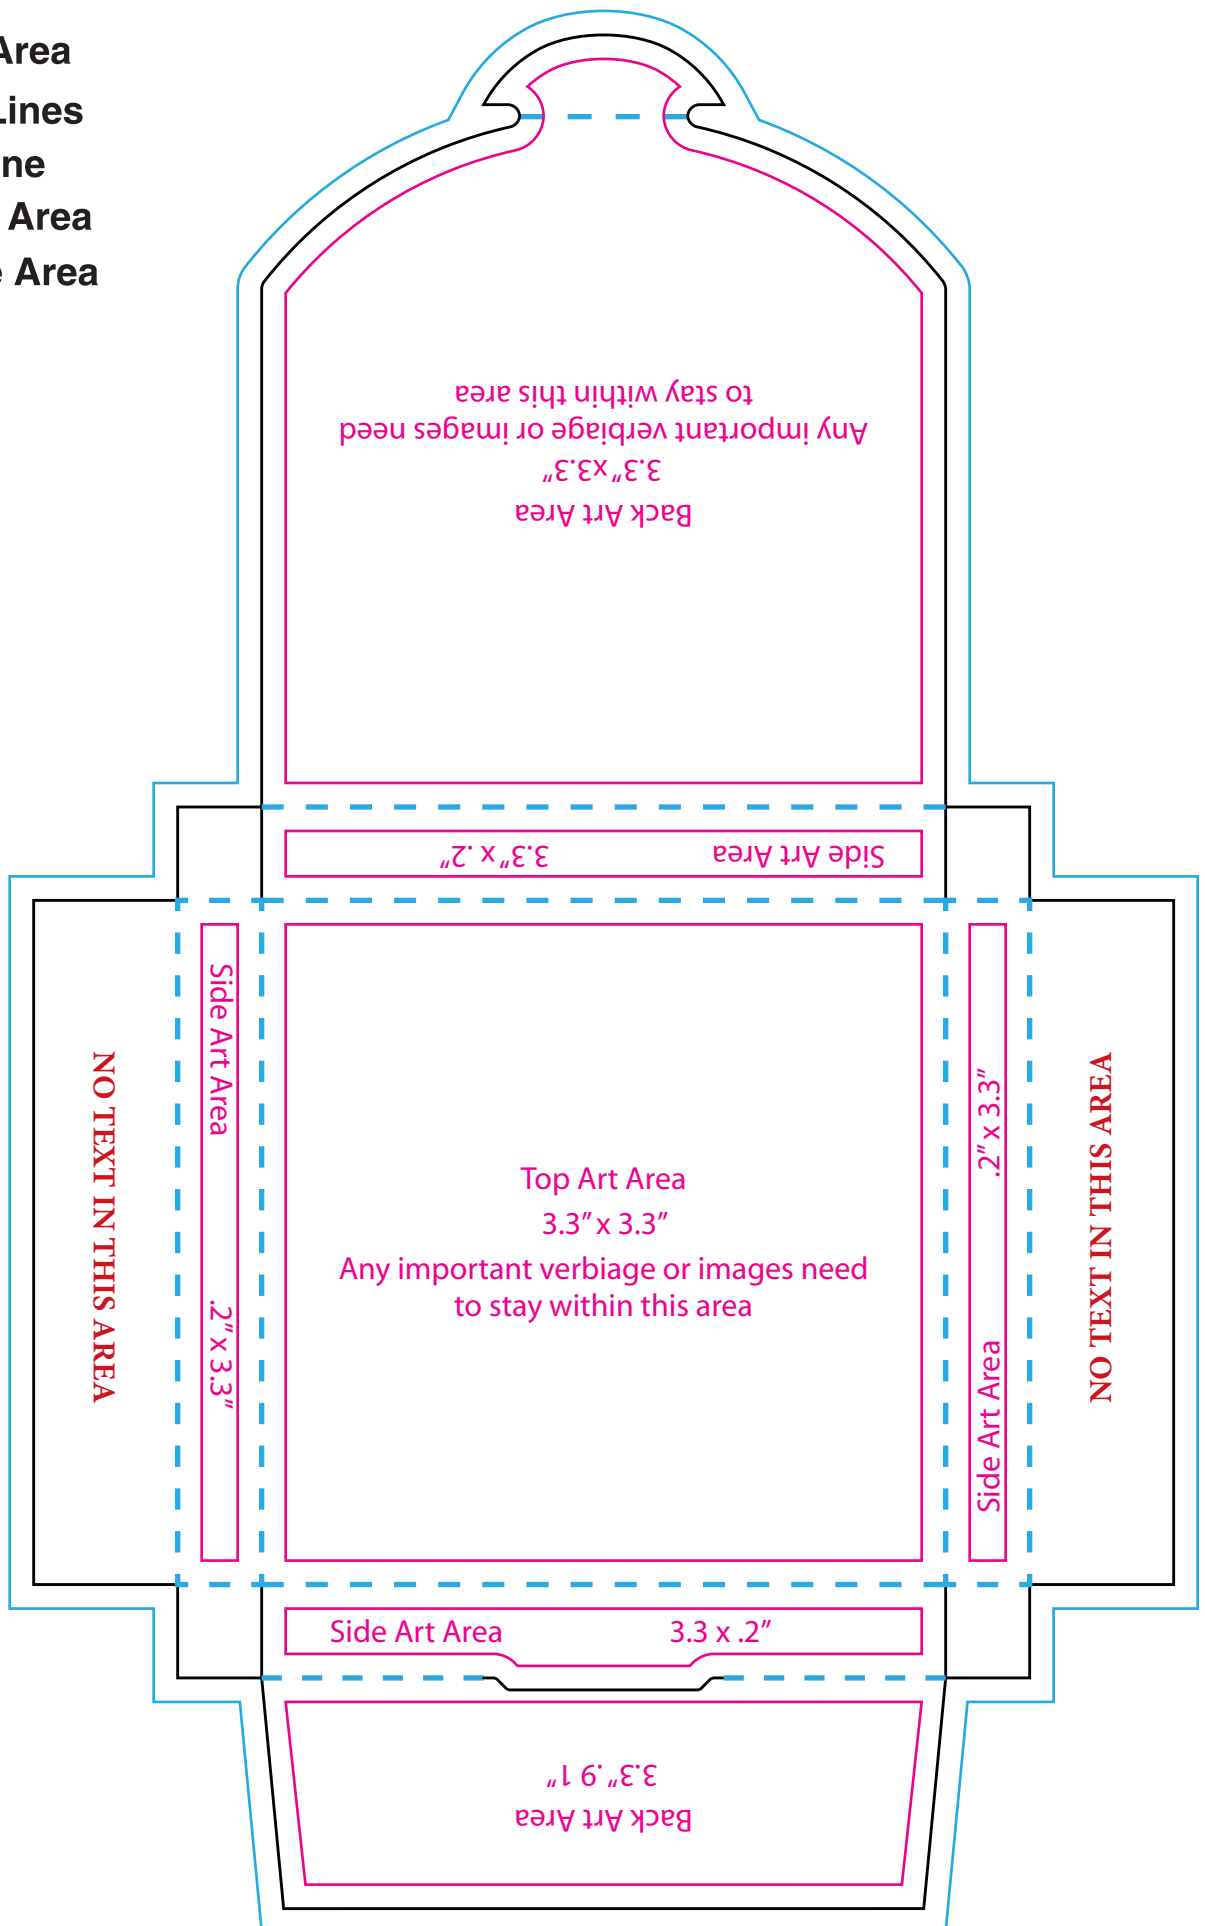 Area
Lines
Area
Area
Back Art Area
3.3”x3.3”
Any important verbiage or images need
to stay within this area
Side Art Area 3.3”x .2”
Side Art Area .2” x 3.3”
NO TEXT IN THIS AREA
Top Art Area
3.3” x 3.3”
Any important verbiage or images need
to stay within this area
Side Art Area .2” x 3.3”
NO TEXT IN THIS AREA
Side Art Area 3.3 x .2”
Back Art Area
3.3”.9 1”